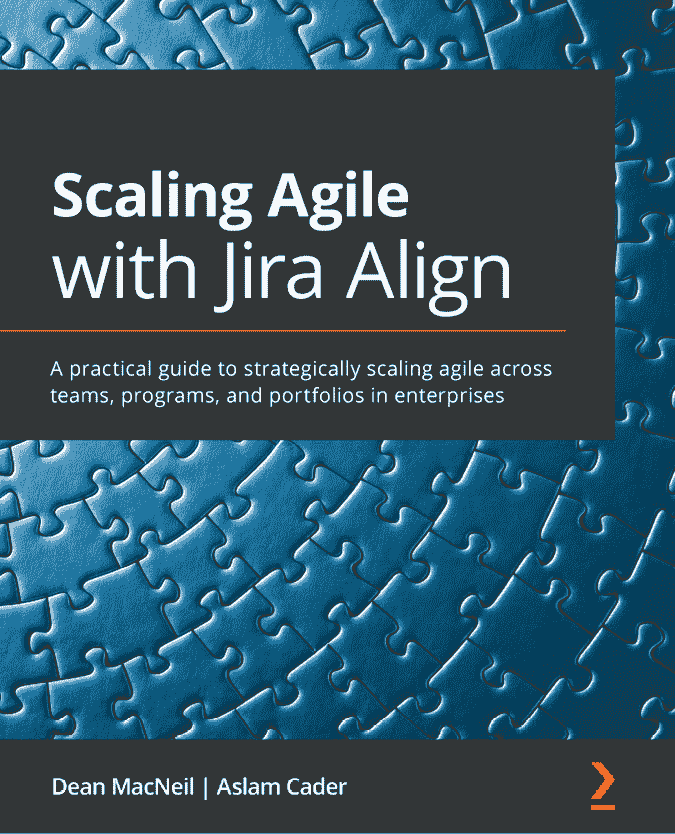 Scaling Agile
with Jira Align
A practical guide to strategically scaling agile across
teams, programs, and portfolios in enterprises
Dean MacNeil | Aslam Cader